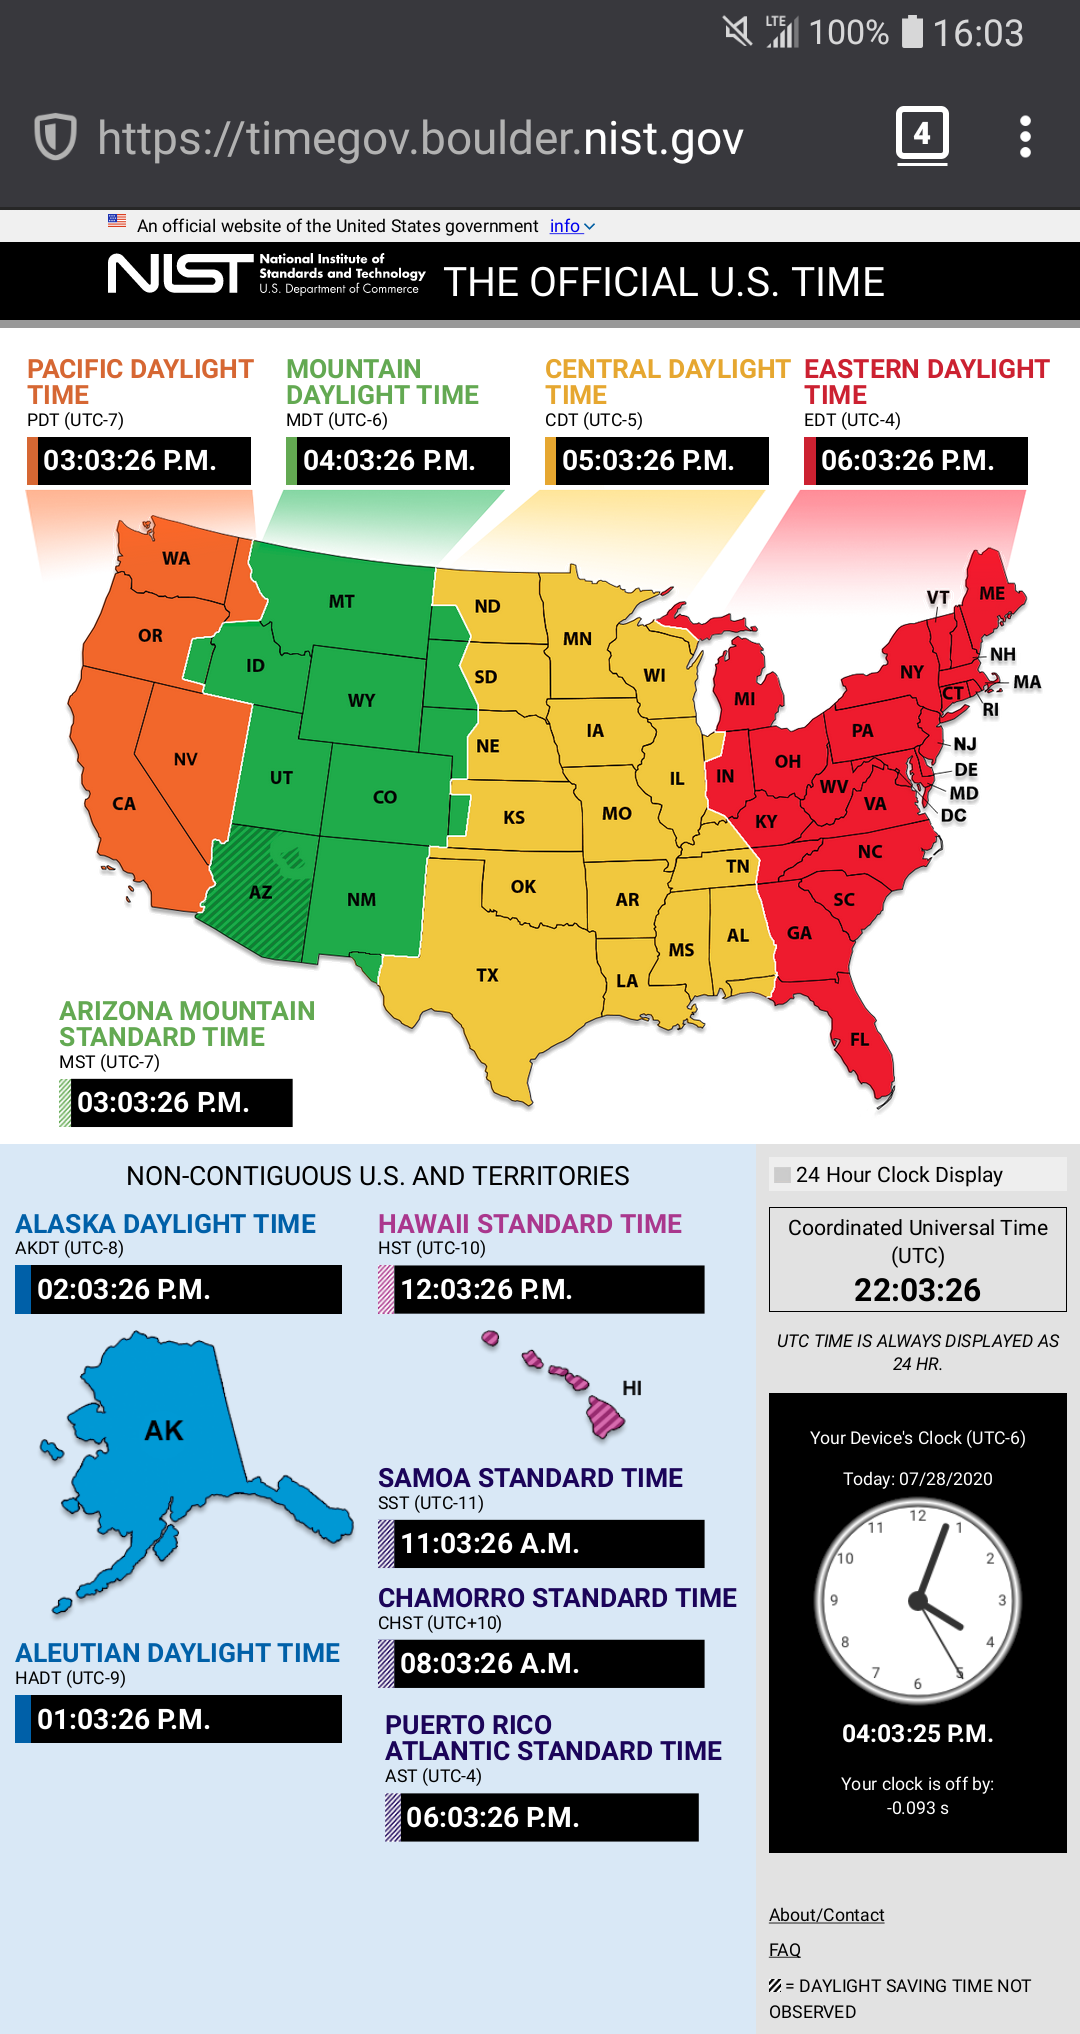 LTE 100% 16:03
https://timegov.boulder.nist.gov 4
An official website of the United States government info
NIST National Institute of
Standards and Technology
U.S. Department of Commerce
THE OFFICIAL U.S. TIME
PACIFIC DAYLIGHT
TIME
PDT (UTC-7)
03:03:26 P.M.
MOUNTAIN
DAYLIGHT TIME
MDT (UTC-6)
04:03:26 P.M.
CENTRAL DAYLIGHT
TIME
CDT (UTC-5)
05:03:26 P.M.
EASTERN DAYLIGHT
TIME
EDT (UTC-4)
06:03:26 P.M.
WA
MT
ND
VT
ME
OR
MN
NH
ID
SD
WI
NY
MA
CT
RI
WY
MI
NV
NE
IA
PA
NJ
UT
IL
IN
OH
DE
CA
CO
KS
MO
WV
VA
MD
KY
DC
AZ
NM
OK
TN
NC
AR
SC
MS
AL
GA
TX
LA
FL
ARIZONA MOUNTAIN
STANDARD TIME
MST (UTC-7)
03:03:26 P.M.
NON-CONTIGUOUS U.S. AND TERRITORIES
ALASKA DAYLIGHT TIME
AKDT (UTC-8)
02:03:26 P.M.
AK
ALEUTIAN DAYLIGHT TIME
HADT (UTC-9)
01:03:26 P.M.
HAWAII STANDARD TIME
HST (UTC-10)
12:03:26 P.M.
HI
SAMOA STANDARD TIME
SST (UTC-11)
11:03:26 A.M.
CHAMORRO STANDARD TIME
CHST (UTC+10)
08:03:26 A.M.
PUERTO RICO
ATLANTIC STANDARD TIME
AST (UTC-4)
06:03:26 P.M.
24 Hour Clock Display
Coordinated Universal Time
(UTC)
22:03:26
UTC TIME IS ALWAYS DISPLAYED AS
24 HR.
Your Device's Clock (UTC-6)
Today: 07/28/2020
12
1
2
3
4
5
6
7
8
9
10
11
04:03:25 P.M.
Your clock is off by:
-0.093 s
About/Contact
FAQ
= DAYLIGHT SAVING TIME NOT
OBSERVED